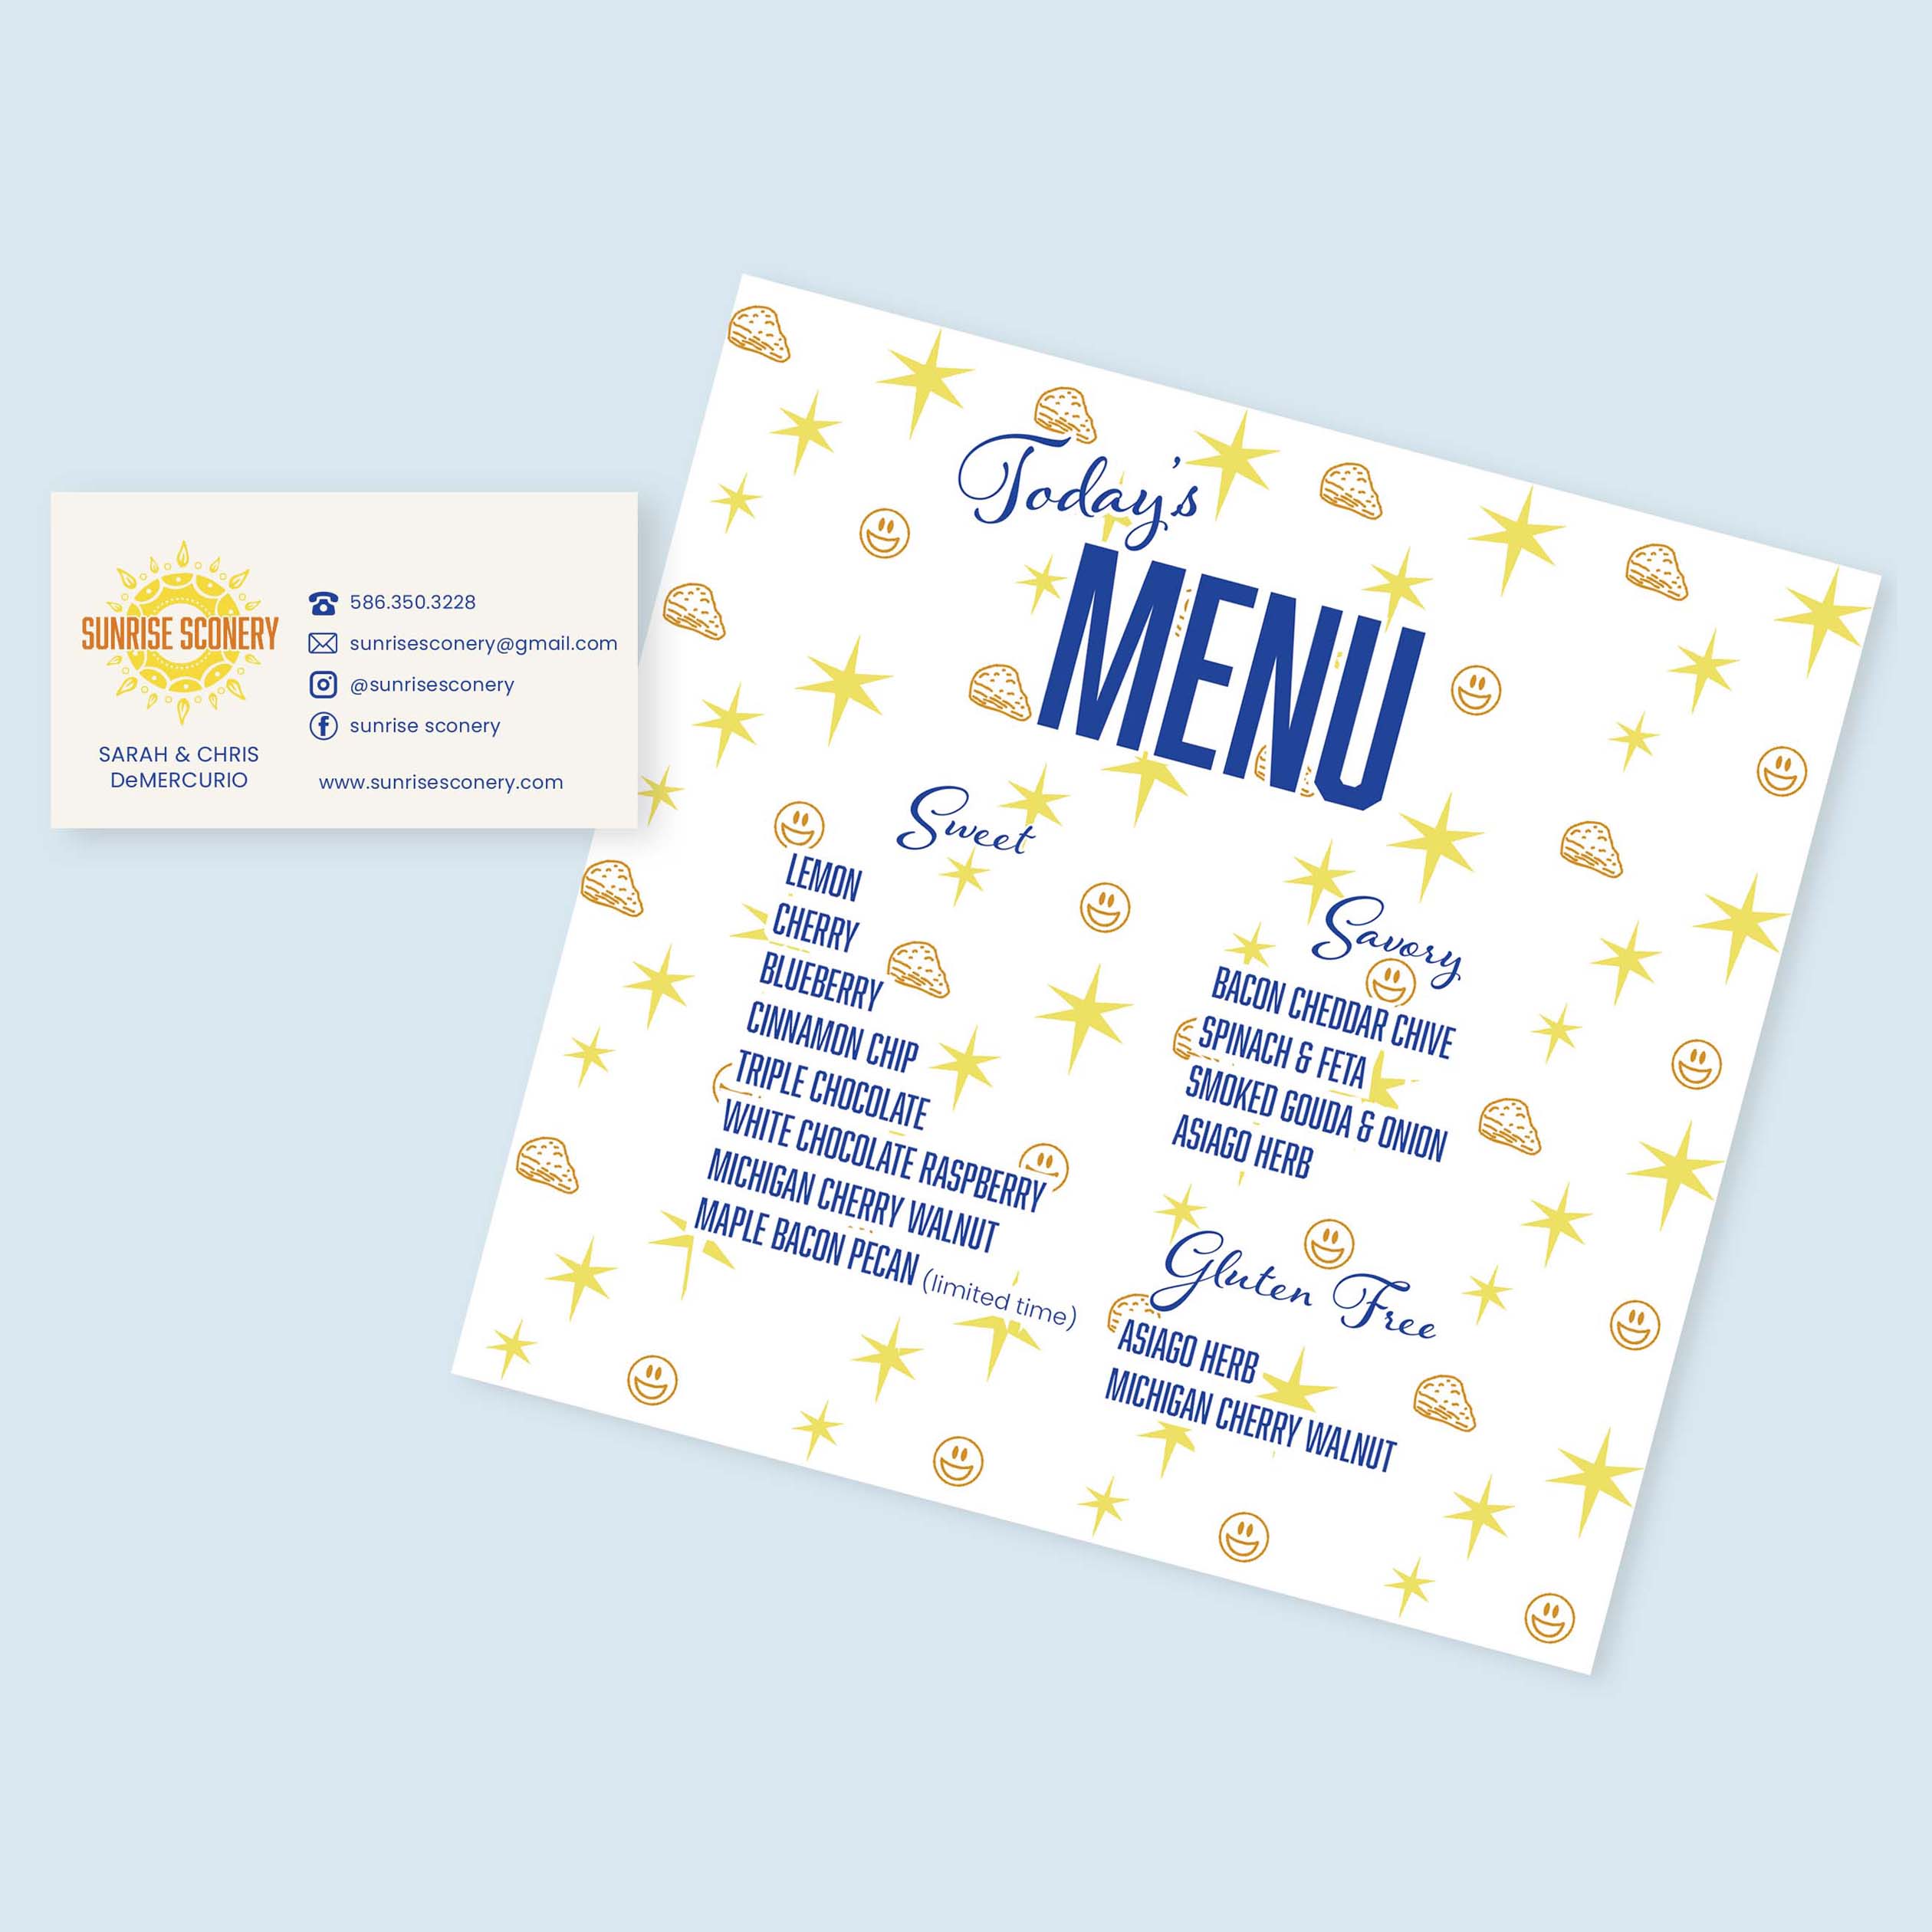 SUNRISE SCONERY
SARAH & CHRIS
DeMERCURIO
586.350.3228
sunrisesconery@gmail.com
@sunrisesconery
sunrise sconery
www.sunrisesconery.com
Today's
MENU
Sweet
LEMON
CHERRY
BLUEBERRY
CINNAMON CHIP
TRIPLE CHOCOLATE
WHITE CHOCOLATE RASPBERRY
MICHIGAN CHERRY WALNUT
MAPLE BACON PECAN (limited time)
Savory
BACON CHEDDAR CHIVE
SPINACH & FETA
SMOKED GOUDA & ONION
ASIAGO HERB
Gluten Free
ASIAGO HERB
MICHIGAN CHERRY WALNUT